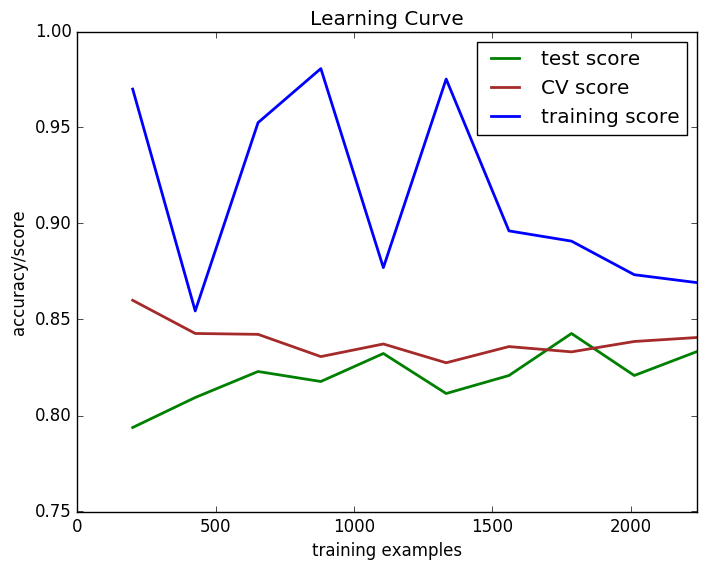 Learning Curve
1.00
0.95
0.90
0.85
0.80
0.75
accuracy/score
test score
CV score
training score
0
500
1000
1500
2000
training examples